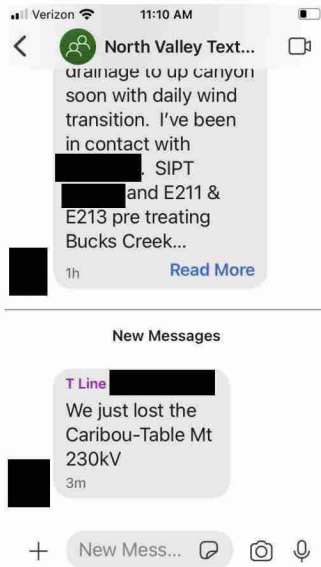 Verizon 11:10 AM
North Valley Text...
drainage to up canyon
soon with daily wind
transition. I've been
in contact with
. SIPT
and E211 &
E213 pre treating
Bucks Creek...
1h Read More
New Messages
T Line
We just lost the
Caribou-Table Mt
230kV
3m
New Mess...